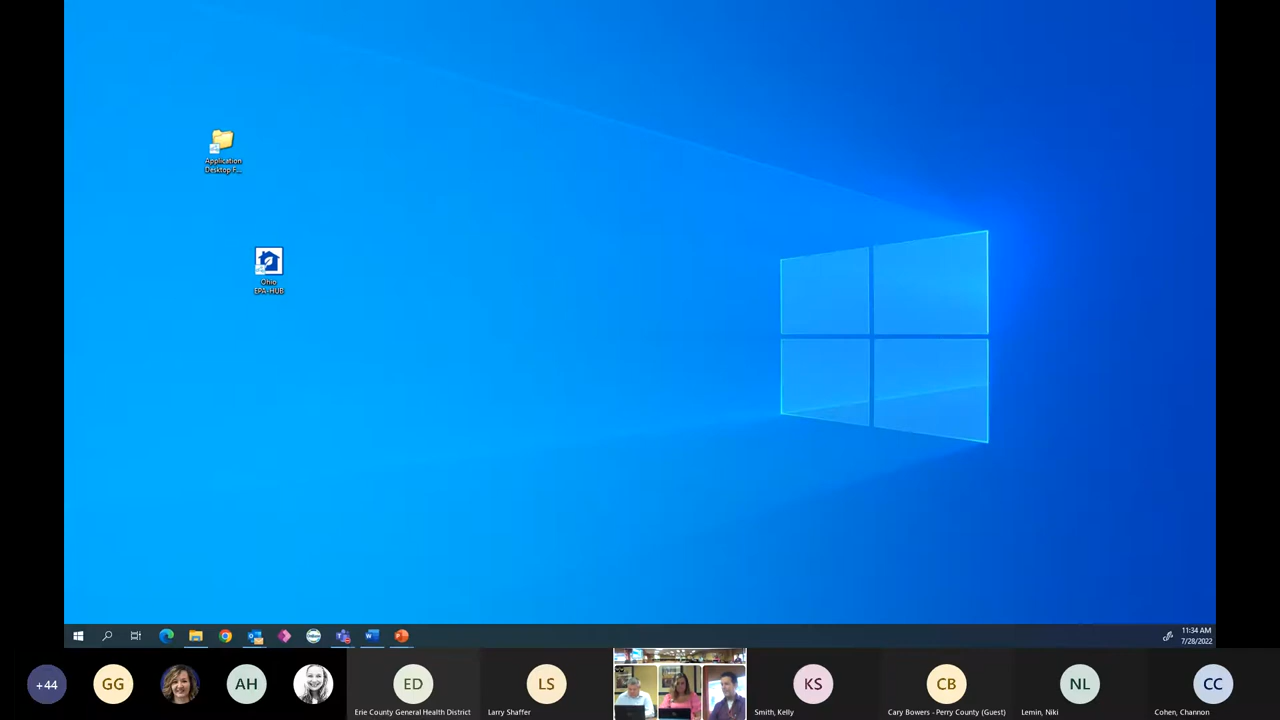 Application
Desktop F...
Ohio
EPA-HUB
11:34 AM
7/28/2022
+44
GG
AH
ED
Erie County General Health District
LS
Larry Shaffer
KS
Smith, Kelly
CB
Cary Bowers - Perry County (Guest)
NL
Lemin, Niki
CC
Cohen, Channon